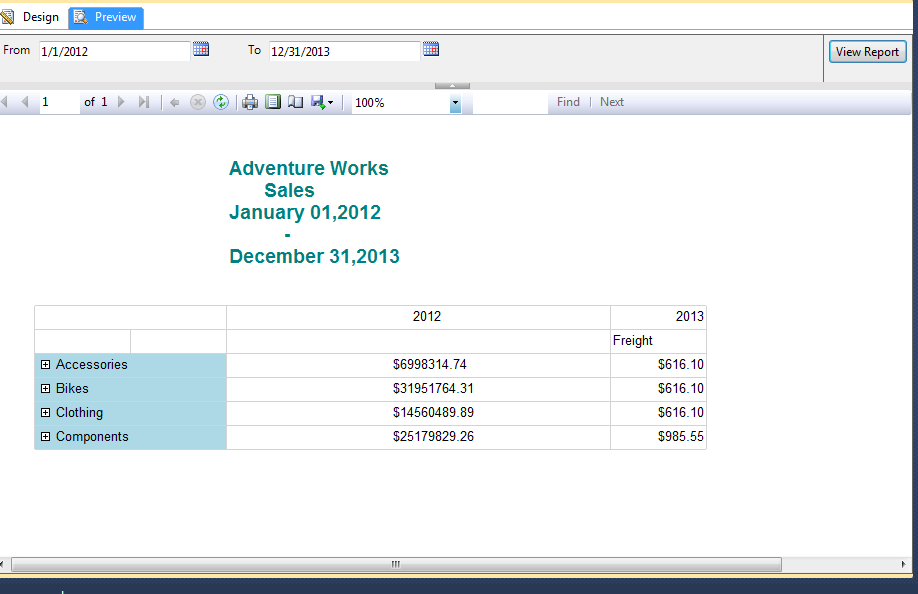 Design Preview
From 1/1/2012 To 12/31/2013 View Report
1 of 1 100% Find Next
Adventure Works
Sales
January 01,2012
-
December 31,2013
2012 2013
Freight
Accessories $6998314.74 $616.10
Bikes $31951764.31 $616.10
Clothing $14560489.89 $616.10
Components $25179829.26 $985.55